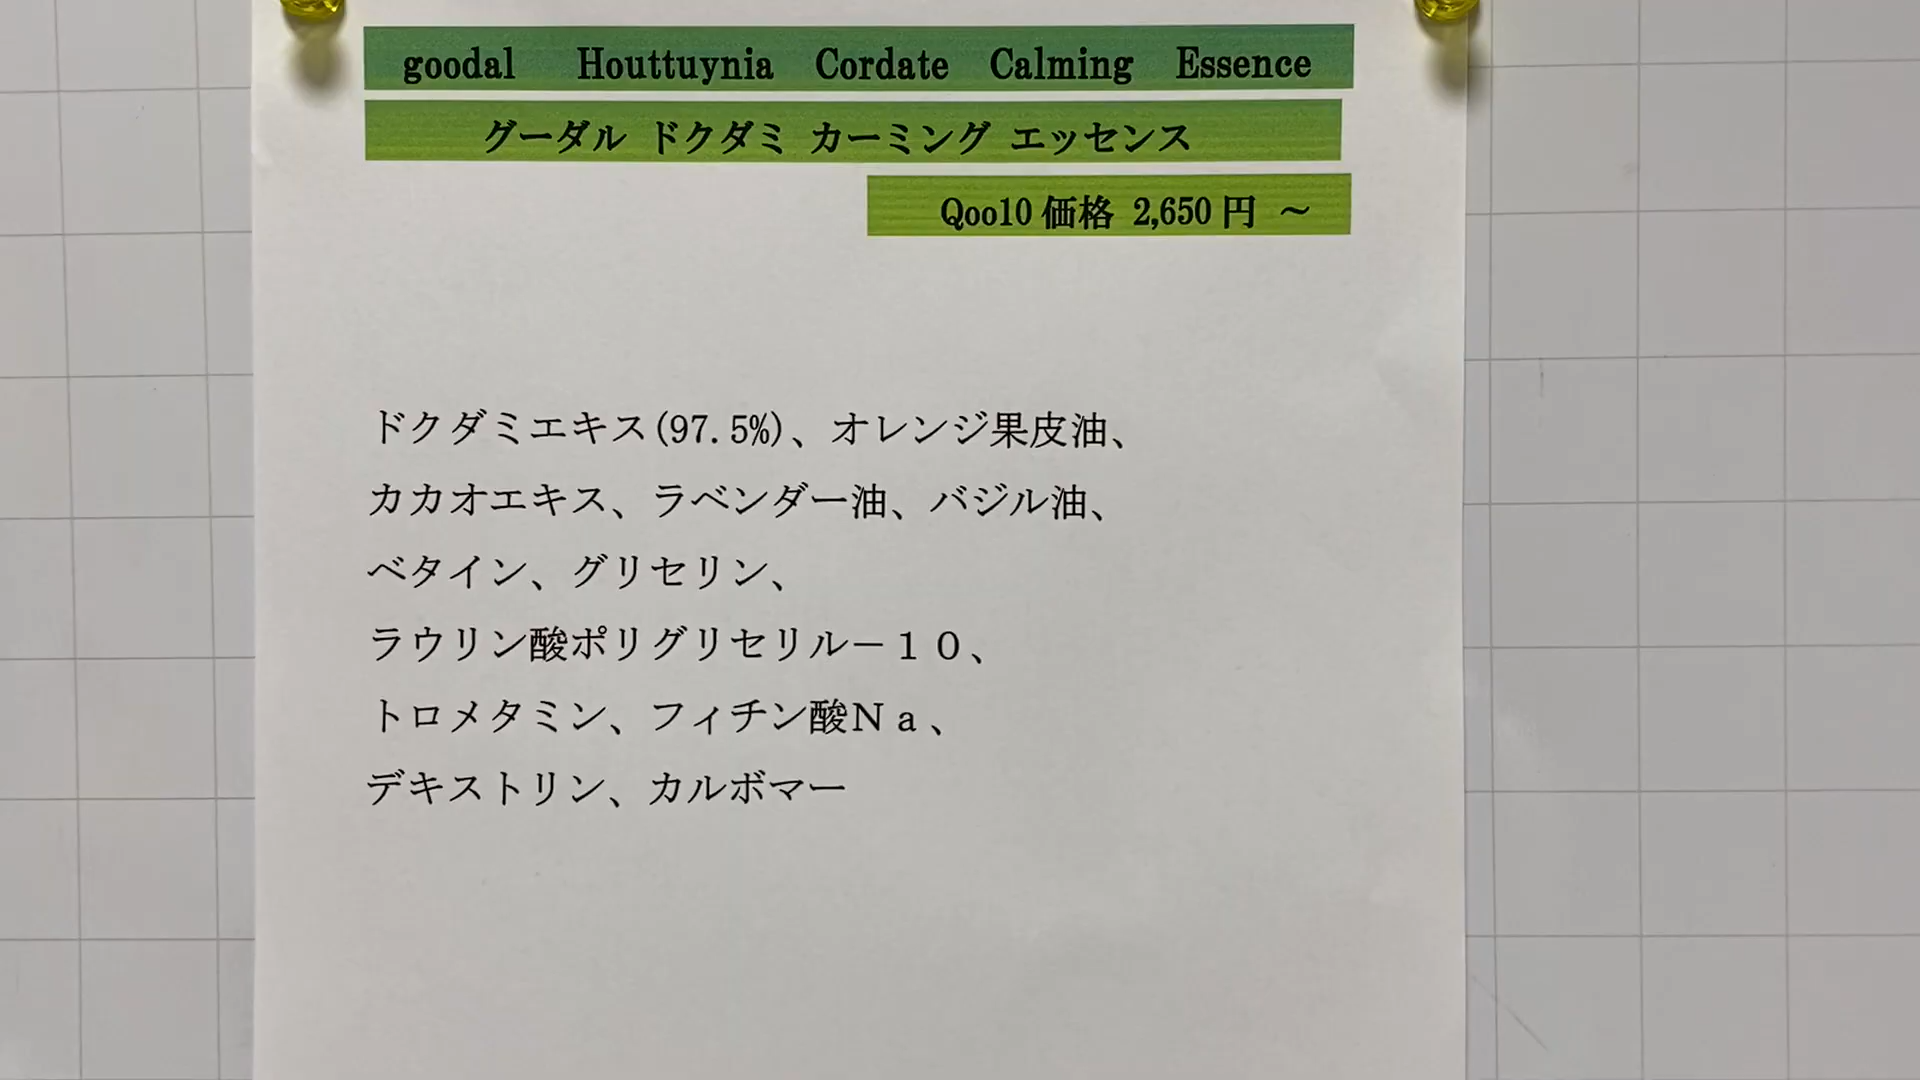 goodal Houttuynia Cordate Calming Essence
グーダル ドクダミ カーミング エッセンス
Qoo10 価格 2,650 円 ～
ドクダミエキス(97.5%)、オレンジ果皮油、
カカオエキス、ラベンダー油、バジル油、
ベタイン、グリセリン、
ラウリン酸ポリグリセリル－１０、
トロメタミン、フィチン酸Ｎａ、
デキストリン、カルボマー